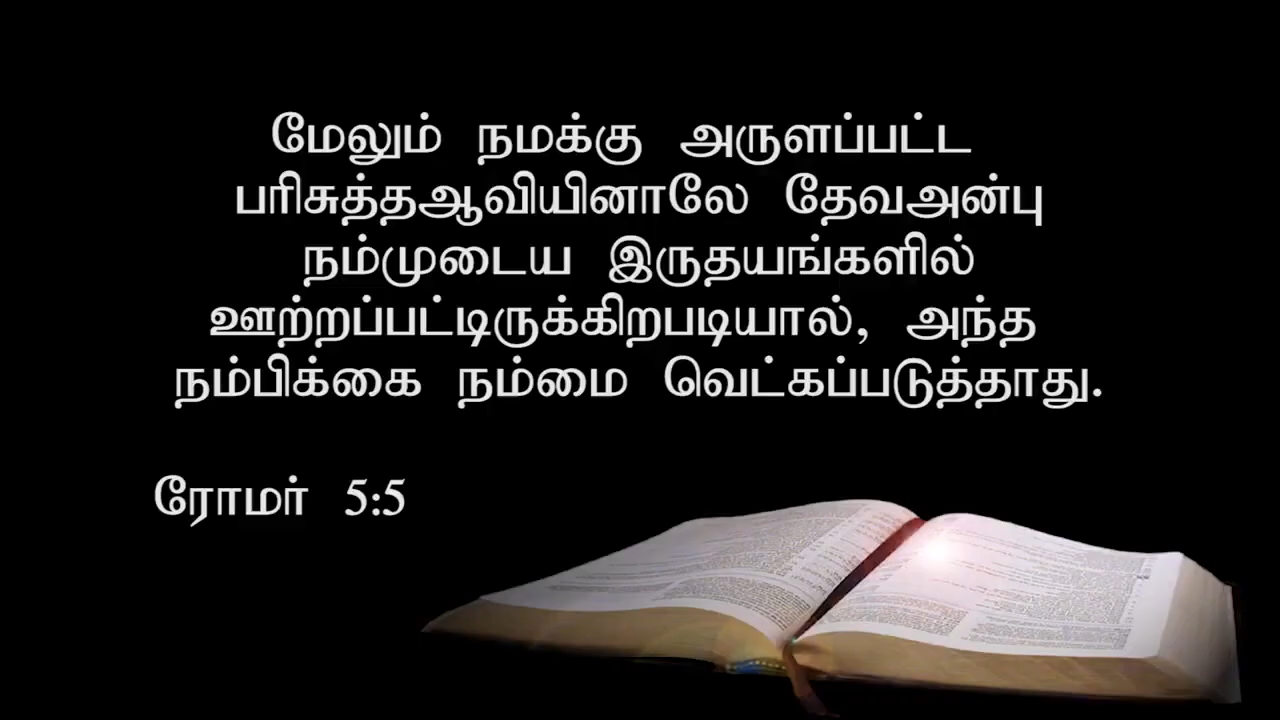 மேலும் நமக்கு அருளப்பட்ட
பரிசுத்தஆவியினாலே தேவஅன்பு
நம்முடைய இருதயங்களில்
ஊற்றப்பட்டிருக்கிறபடியால், அந்த
நம்பிக்கை நம்மை வெட்கப்படுத்தாது.
ரோமர் 5:5